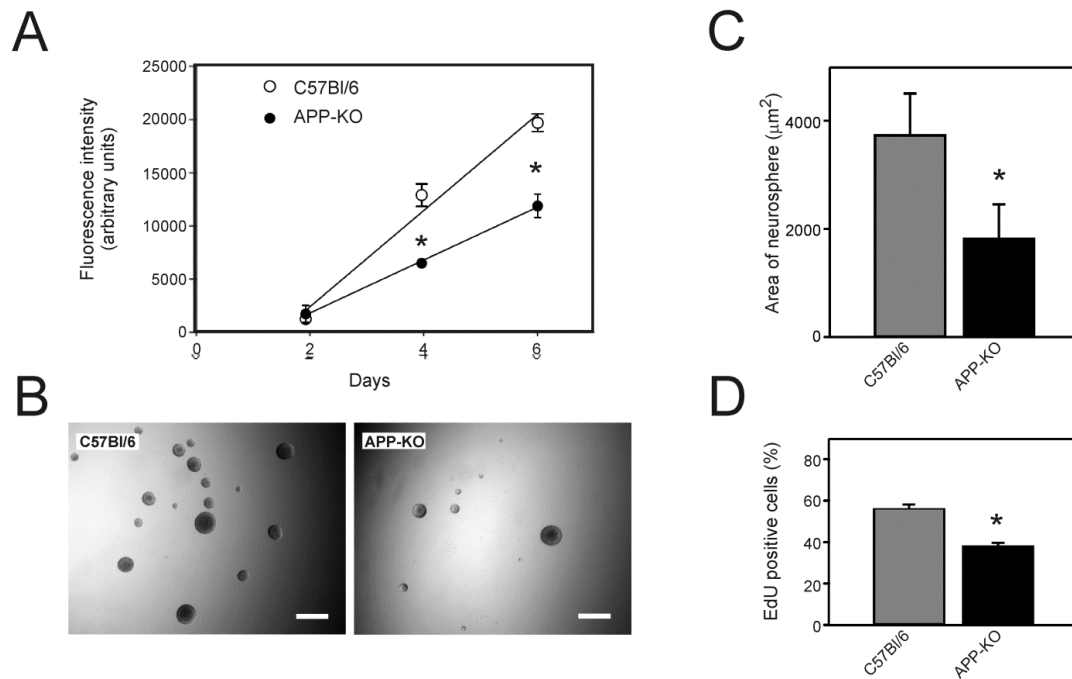 A
Fluorescence intensity
(arbitrary units)
25000
20000
15000
10000
5000
0
C57Bl/6
APP-KO
*
*
0
2
4
6
Days
B
C57Bl/6
APP-KO
C
Area of neurosphere (μm²)
4000
2000
0
*
C57Bl/6
APP-KO
D
EdU positive cells (%)
80
60
40
20
0
*
C57Bl/6
APP-KO